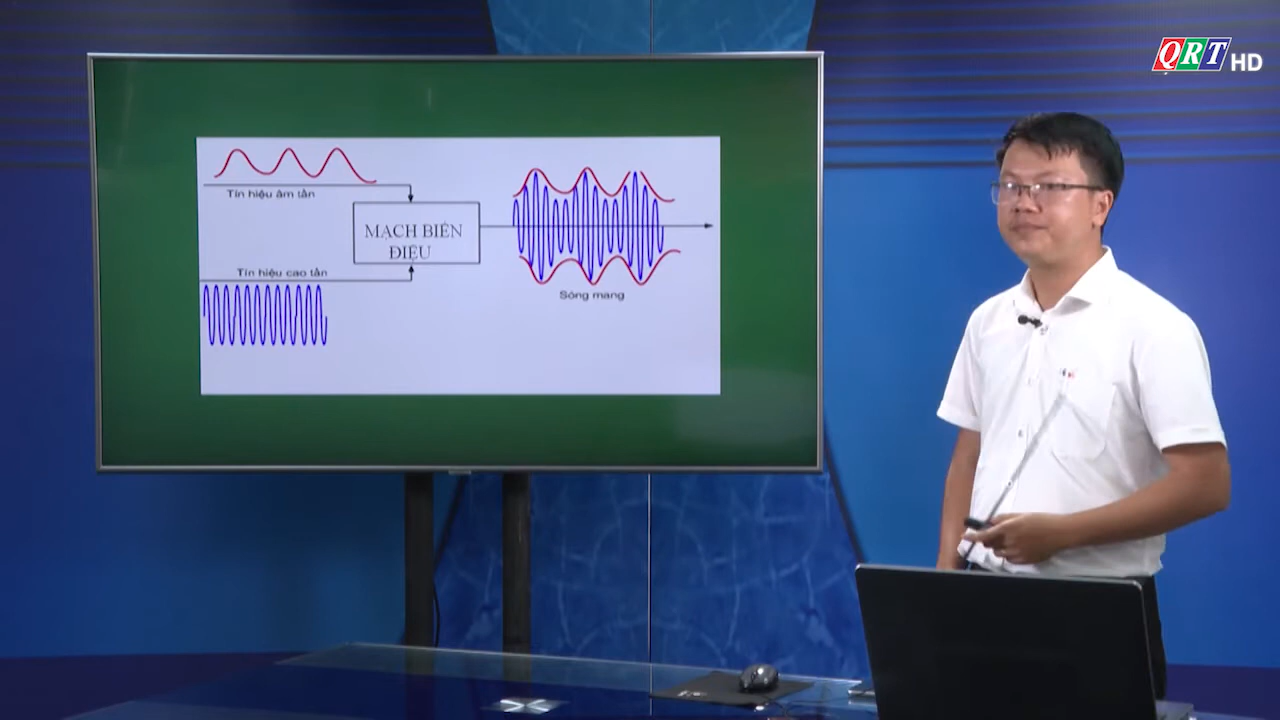 QRT HD
Tín hiệu âm tần
MẠCH BIẾN
ĐIỆU
Tín hiệu cao tần
Sóng mang